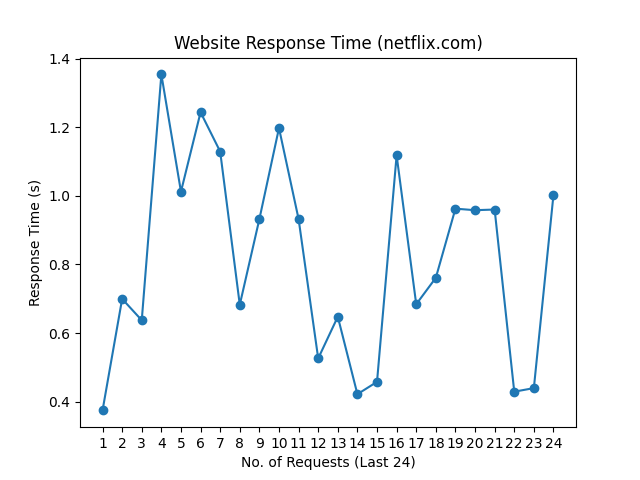 Website Response Time (netflix.com)
1.4
1.2
1.0
0.8
0.6
0.4
Response Time (s)
1 2 3 4 5 6 7 8 9 10 11 12 13 14 15 16 17 18 19 20 21 22 23 24
No. of Requests (Last 24)